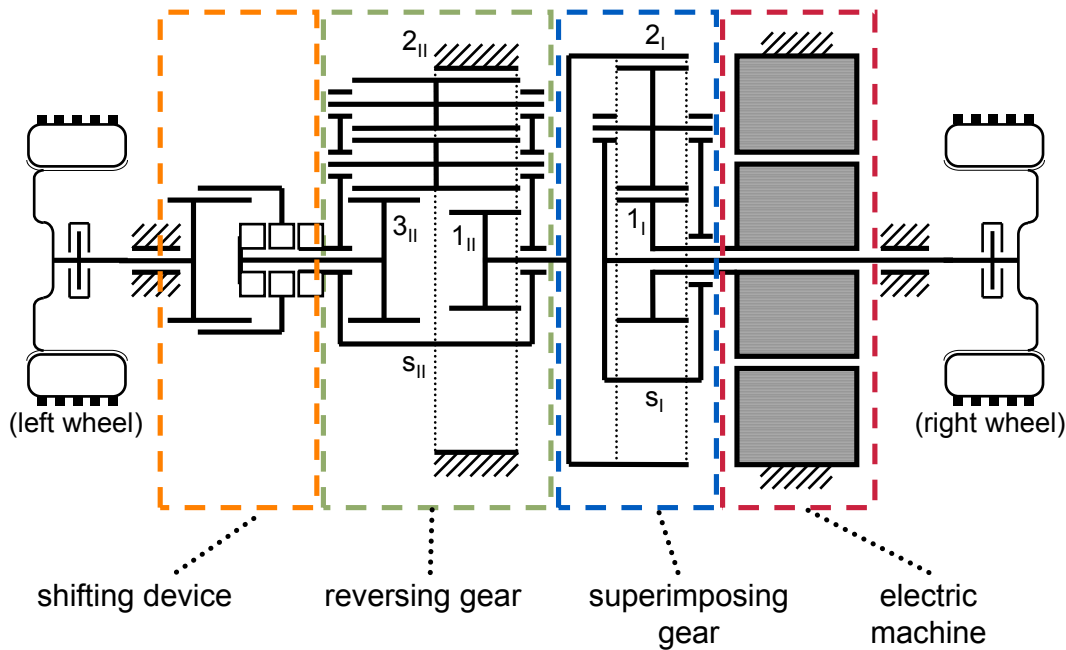 2II
2I
3II
1II
1I
sII
sI
(left wheel)
(right wheel)
shifting device
reversing gear
superimposing
gear
electric
machine